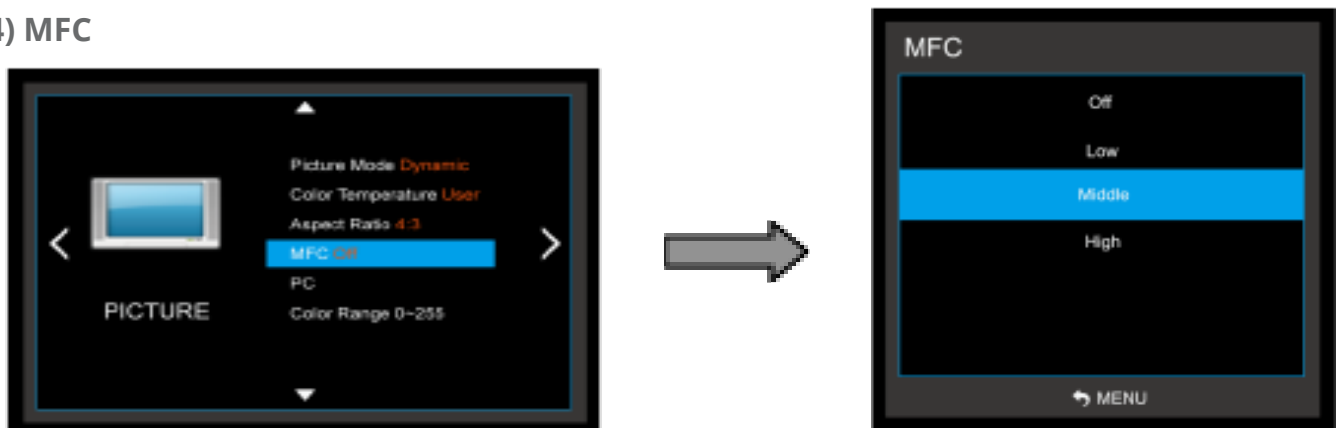 4) MFC
Picture Mode Dynamic
Color Temperature User
Aspect Ratio 4:3
MFC Off
PC
Color Range 0~255
PICTURE
MFC
Off
Low
Middle
High
MENU